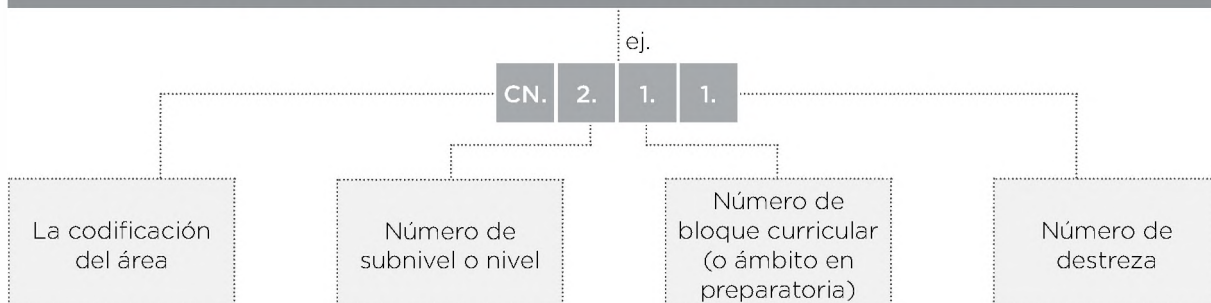 ej.
CN. 2. 1. 1.
La codificación
del área
Número de
subnivel o nivel
Número de
bloque curricular
(o ámbito en
preparatoria)
Número de
destreza